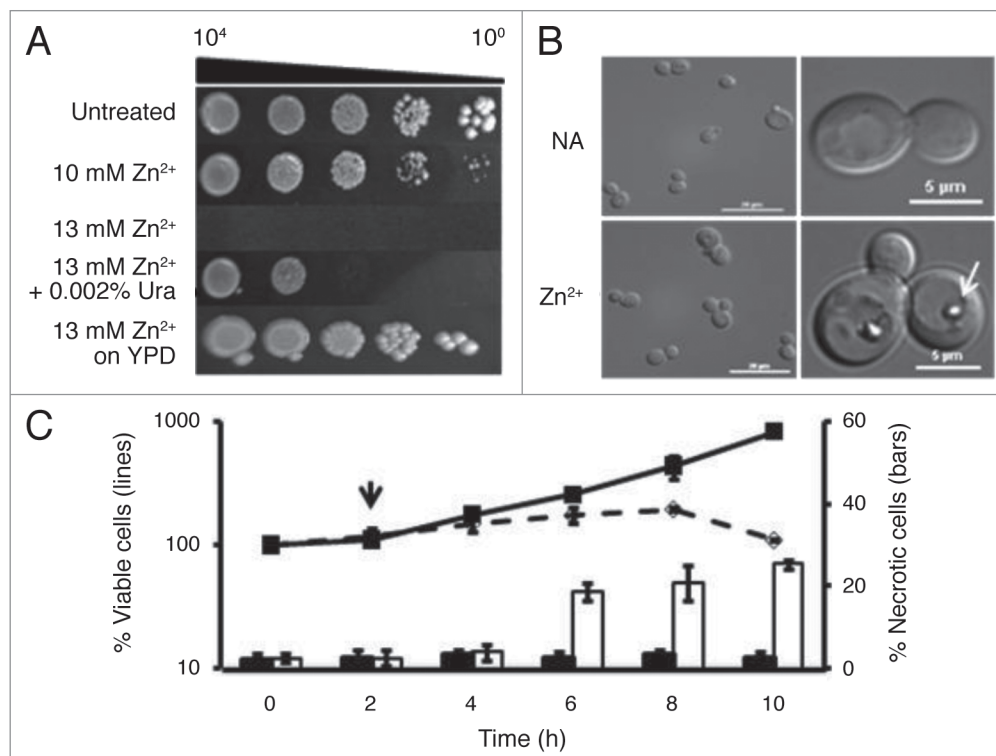 A
10⁴ 10⁰
Untreated
10 mM Zn²⁺
13 mM Zn²⁺
13 mM Zn²⁺
+ 0.002% Ura
13 mM Zn²⁺
on YPD
B
NA
5 µm
Zn²⁺
5 µm
C
% Viable cells (lines)
1000
100
10
60
40
20
0
% Necrotic cells (bars)
0 2 4 6 8 10
Time (h)